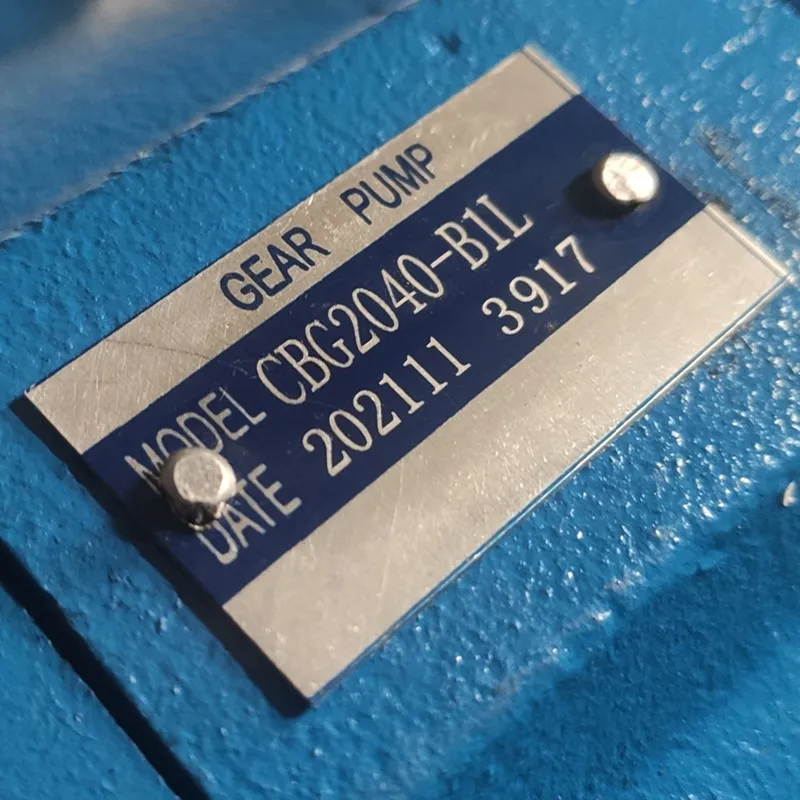 GEAR PUMP
MODEL CBG2040-B1L
DATE 202111 3917